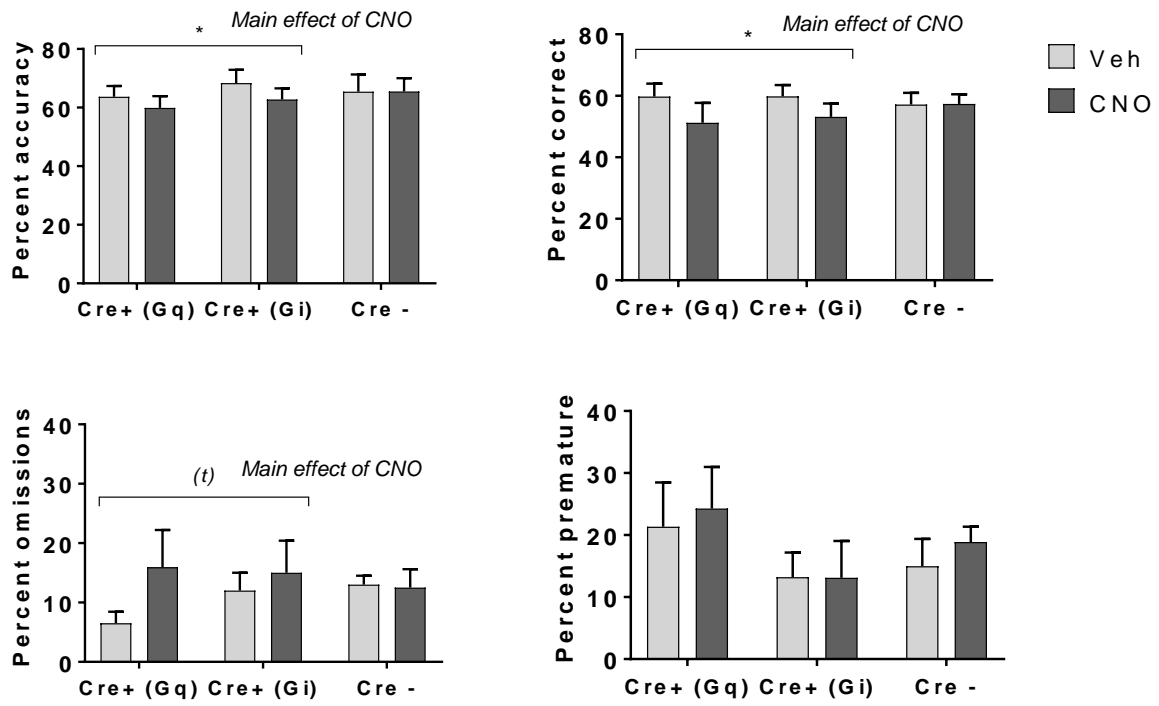 Main effect of CNO
*
Percent accuracy
80
60
40
20
0
Cre+ (Gq) Cre+ (Gi) Cre -
Main effect of CNO
*
Percent correct
80
60
40
20
0
Cre+ (Gq) Cre+ (Gi) Cre -
Veh
CNO
Percent omissions
40
30
20
10
0
(t) Main effect of CNO
Cre+ (Gq) Cre+ (Gi) Cre -
Percent premature
40
30
20
10
0
Cre+ (Gq) Cre+ (Gi) Cre -